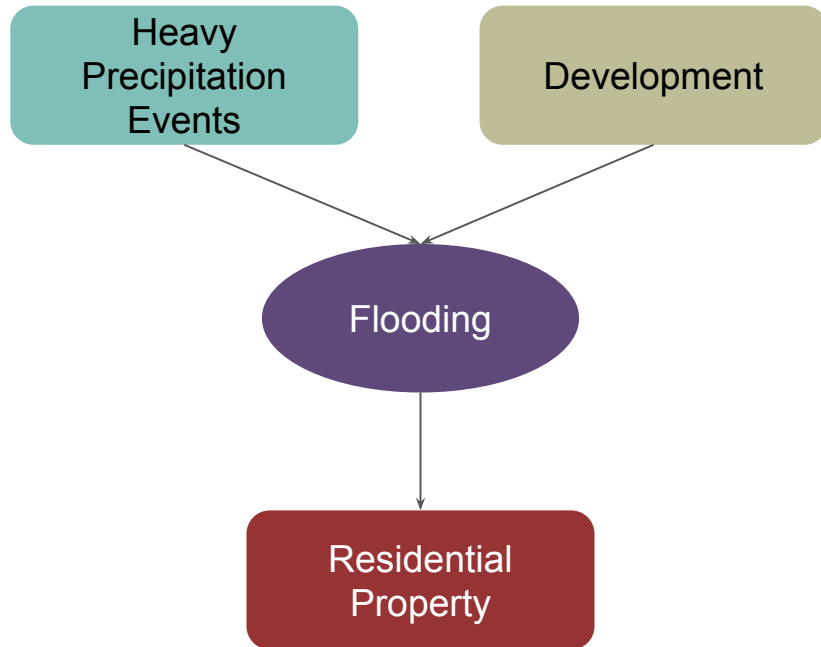 Heavy
Precipitation
Events
Development
Flooding
Residential
Property